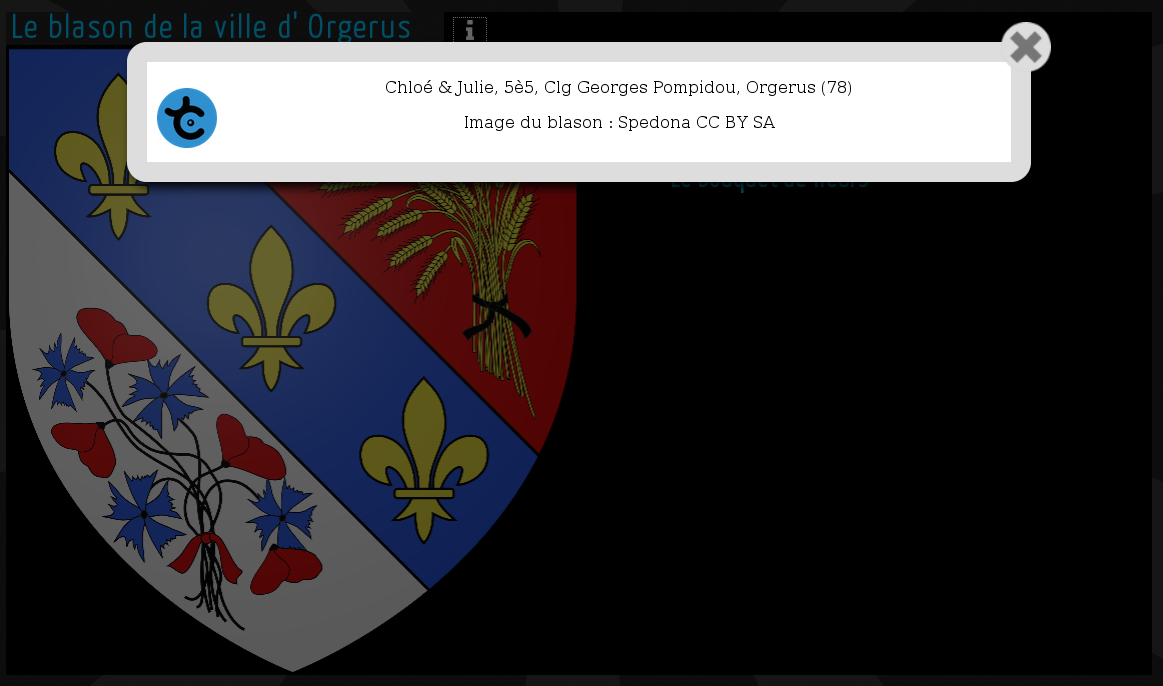 Le blason de la ville d' Orgerus
Chloé & Julie, 5è5, Clg Georges Pompidou, Orgerus (78)
Image du blason : Spedona CC BY SA
Le bouquet de fleurs